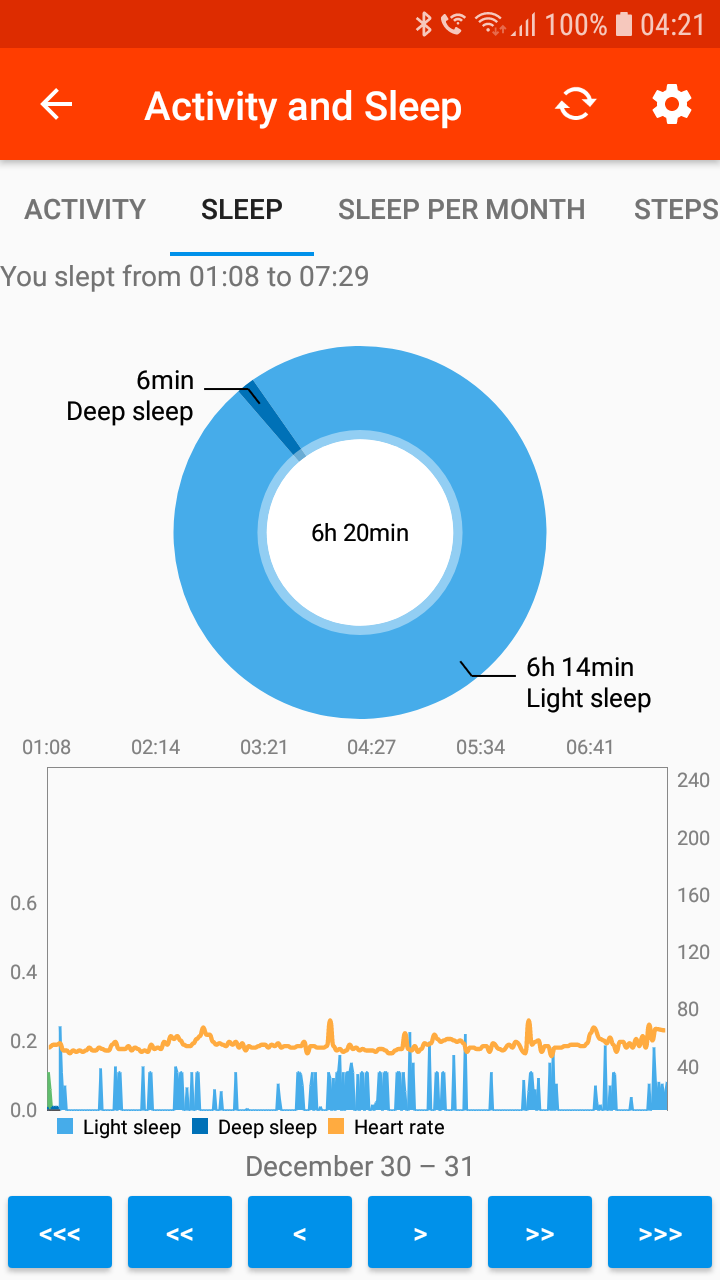 100% 04:21
Activity and Sleep
ACTIVITY SLEEP SLEEP PER MONTH STEPS
You slept from 01:08 to 07:29
6min
Deep sleep
6h 20min
6h 14min
Light sleep
01:08 02:14 03:21 04:27 05:34 06:41
240
200
0.6 160
120
0.4
80
0.2
40
0.0
Light sleep Deep sleep Heart rate
December 30 – 31
<<< << < > >> >>>